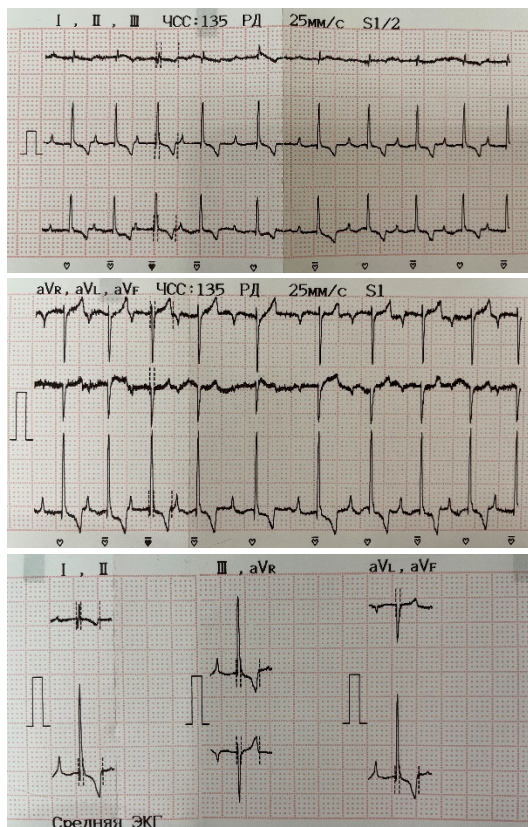 I , II , III ЧСС:135 РД 25мм/с S1/2
aVR, aVL, aVF ЧСС:135 РД 25мм/с S1
I , II III , aVR aVL , aVF
Средняя ЭКГ